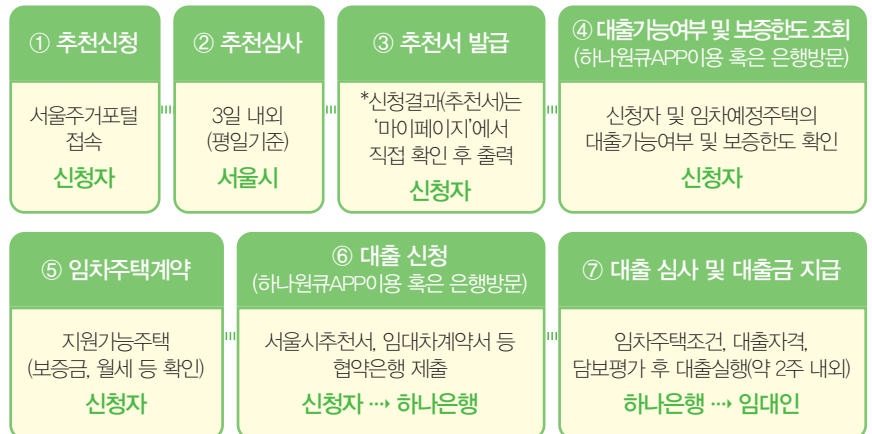 ① 추천신청
서울주거포털
접속
신청자
② 추천심사
3일 내외
(평일기준)
서울시
③ 추천서 발급
*신청결과(추천서)는
‘마이페이지’에서
직접 확인 후 출력
신청자
④ 대출가능여부 및 보증한도 조회
(하나원큐APP이용 혹은 은행방문)
신청자 및 임차예정주택의
대출가능여부 및 보증한도 확인
신청자
⑤ 임차주택계약
지원가능주택
(보증금, 월세 등 확인)
신청자
⑥ 대출 신청
(하나원큐APP이용 혹은 은행방문)
서울시추천서, 임대차계약서 등
협약은행 제출
신청자 ···→ 하나은행
⑦ 대출 심사 및 대출금 지급
임차주택조건, 대출자격,
담보평가 후 대출실행(약 2주 내외)
하나은행 ···→ 임대인